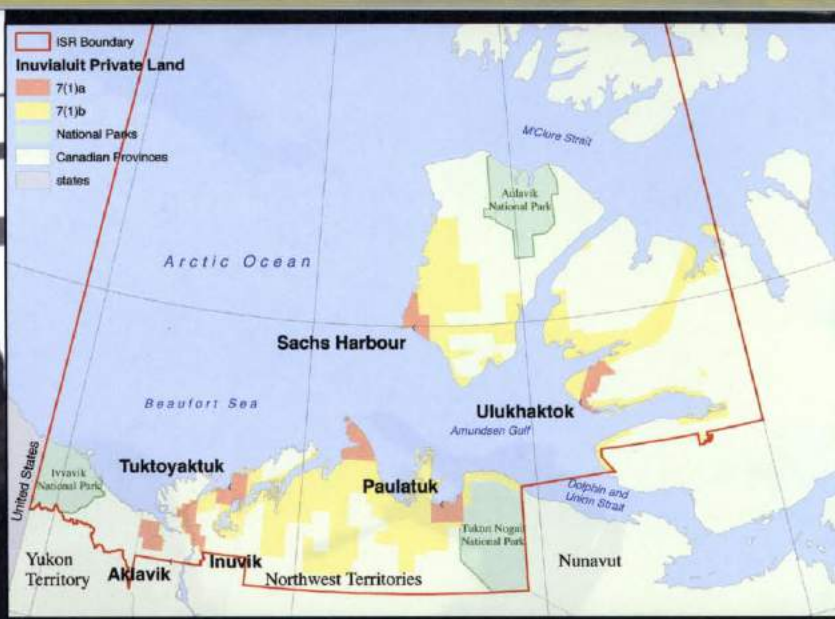 ISR Boundary
Inuvialuit Private Land
7(1)a
7(1)b
National Parks
Canadian Provinces
states
M'Clure Strait
Aulavik
National Park
Arctic Ocean
Sachs Harbour
Beaufort Sea
Ulukhaktok
Amundsen Gulf
Tuktoyaktuk
Paulatuk
Ivvavik
National Park
United States
Dolphin and
Union Strait
Tuktut Nogait
National Park
Yukon
Territory
Aklavik
Inuvik
Northwest Territories
Nunavut